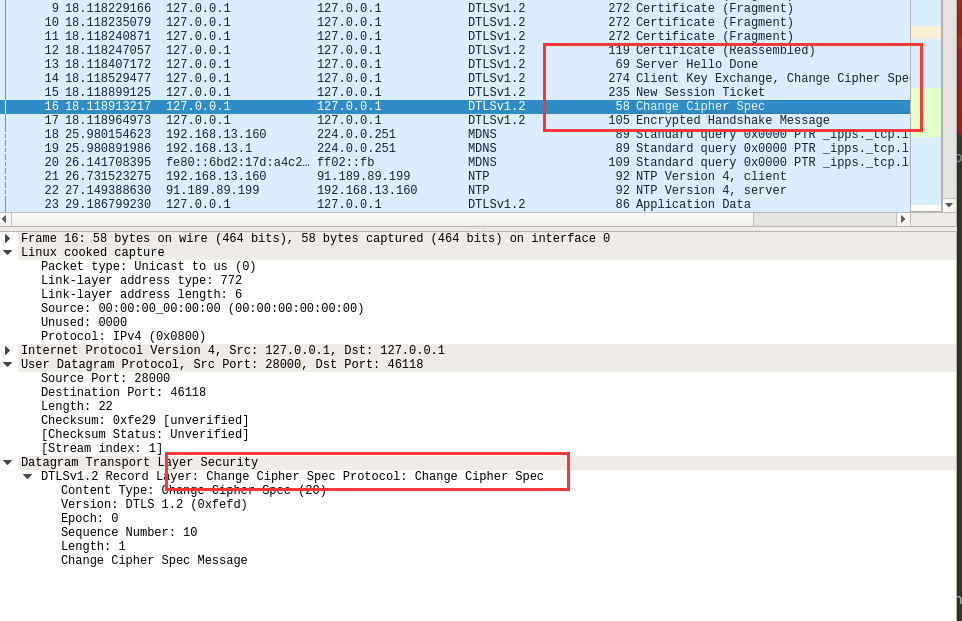 9 18.118229166 127.0.0.1 127.0.0.1 DTLSv1.2 272 Certificate (Fragment)
10 18.118235079 127.0.0.1 127.0.0.1 DTLSv1.2 272 Certificate (Fragment)
11 18.118240871 127.0.0.1 127.0.0.1 DTLSv1.2 272 Certificate (Fragment)
12 18.118247057 127.0.0.1 127.0.0.1 DTLSv1.2 119 Certificate (Reassembled)
13 18.118407172 127.0.0.1 127.0.0.1 DTLSv1.2 69 Server Hello Done
14 18.118529477 127.0.0.1 127.0.0.1 DTLSv1.2 274 Client Key Exchange, Change Cipher Spe
15 18.118899125 127.0.0.1 127.0.0.1 DTLSv1.2 235 New Session Ticket
16 18.118913217 127.0.0.1 127.0.0.1 DTLSv1.2 58 Change Cipher Spec
17 18.118964973 127.0.0.1 127.0.0.1 DTLSv1.2 105 Encrypted Handshake Message
18 25.980154623 192.168.13.160 224.0.0.251 MDNS 89 Standard query 0x0000 PTR _ipps._tcp.l
19 25.980891986 192.168.13.1 224.0.0.251 MDNS 89 Standard query 0x0000 PTR _ipps._tcp.l
20 26.141708395 fe80::6bd2:17d:a4c2… ff02::fb MDNS 109 Standard query 0x0000 PTR _ipps._tcp.l
21 26.731523275 192.168.13.160 91.189.89.199 NTP 92 NTP Version 4, client
22 27.149388630 91.189.89.199 192.168.13.160 NTP 92 NTP Version 4, server
23 29.186799230 127.0.0.1 127.0.0.1 DTLSv1.2 86 Application Data
Frame 16: 58 bytes on wire (464 bits), 58 bytes captured (464 bits) on interface 0
Linux cooked capture
Packet type: Unicast to us (0)
Link-layer address type: 772
Link-layer address length: 6
Source: 00:00:00_00:00:00 (00:00:00:00:00:00)
Unused: 0000
Protocol: IPv4 (0x0800)
Internet Protocol Version 4, Src: 127.0.0.1, Dst: 127.0.0.1
User Datagram Protocol, Src Port: 28000, Dst Port: 46118
Source Port: 28000
Destination Port: 46118
Length: 22
Checksum: 0xfe29 [unverified]
[Checksum Status: Unverified]
[Stream index: 1]
Datagram Transport Layer Security
DTLSv1.2 Record Layer: Change Cipher Spec Protocol: Change Cipher Spec
Content Type: Change Cipher Spec (20)
Version: DTLS 1.2 (0xfefd)
Epoch: 0
Sequence Number: 10
Length: 1
Change Cipher Spec Message